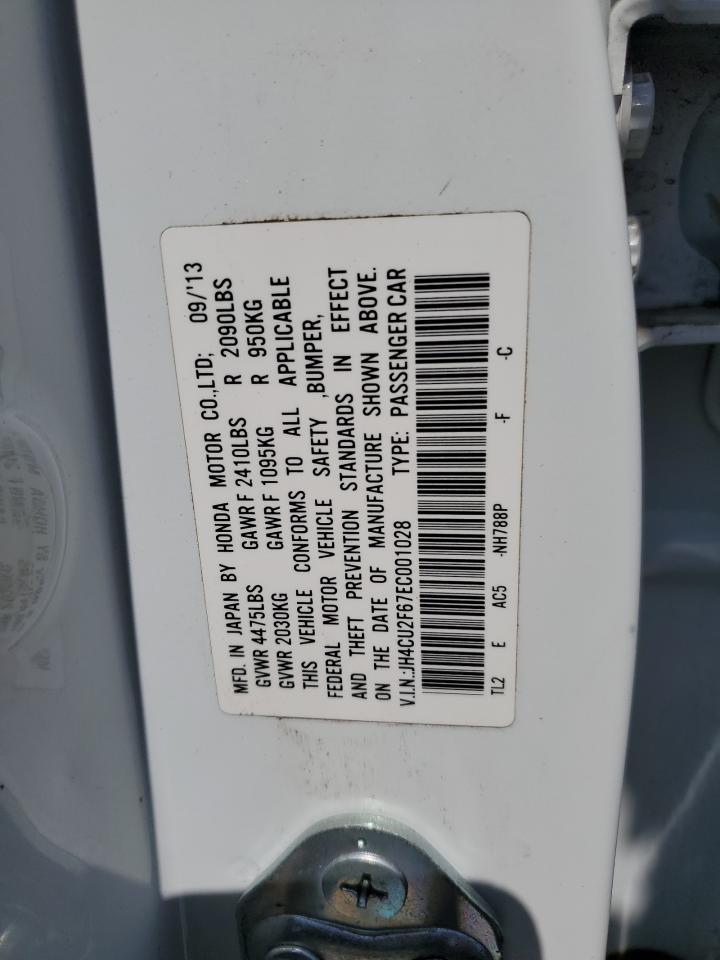 MFD. IN JAPAN BY HONDA MOTOR CO.,LTD; 09/'13
GVWR 4475LBS GAWR F 2410LBS R 2090LBS
GVWR 2030KG GAWR F 1095KG R 950KG
THIS VEHICLE CONFORMS TO ALL APPLICABLE
FEDERAL MOTOR VEHICLE SAFETY ,BUMPER,
AND THEFT PREVENTION STANDARDS IN EFFECT
ON THE DATE OF MANUFACTURE SHOWN ABOVE.
V.I.N.:JH4CU2F67EC001028 TYPE: PASSENGER CAR
TL2 E AC5 -NH788P -F -C